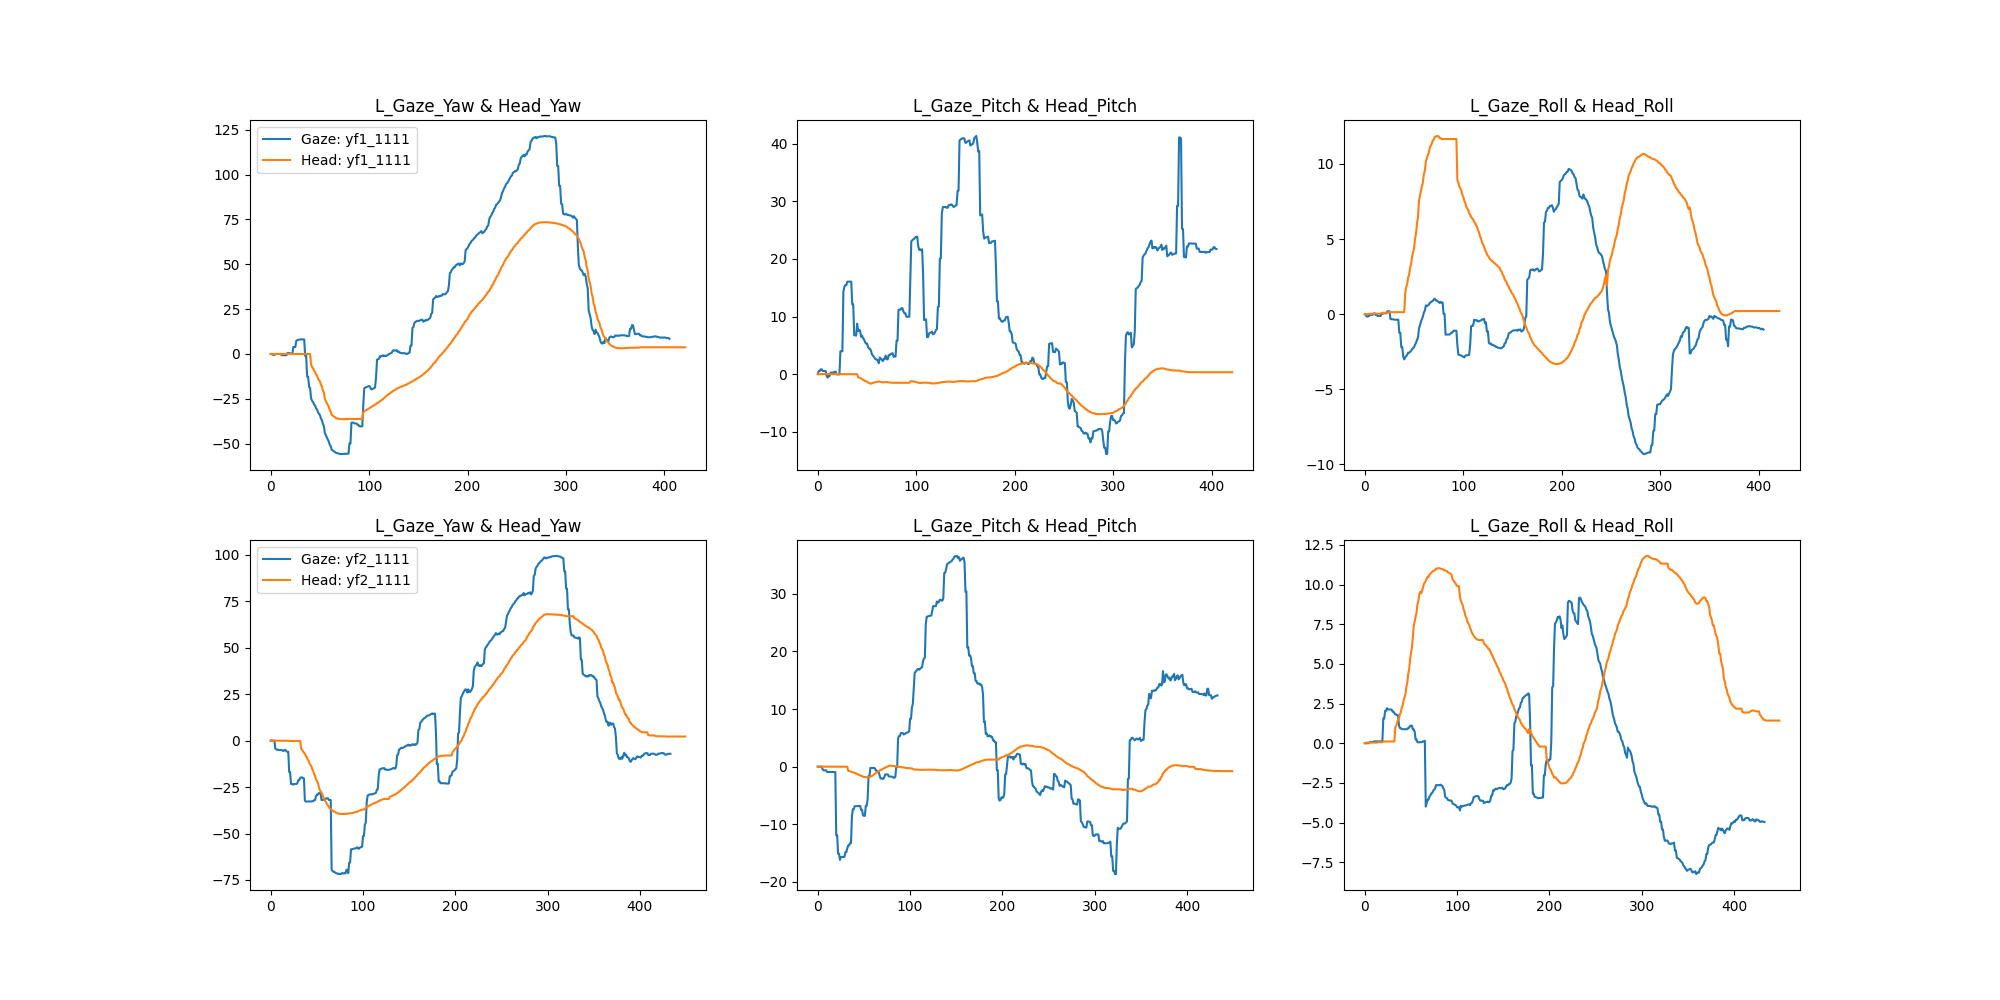 L_Gaze_Yaw & Head_Yaw
125
100
75
50
25
0
−25
−50
0 100 200 300 400
Gaze: yf1_1111
Head: yf1_1111
L_Gaze_Pitch & Head_Pitch
40
30
20
10
0
−10
0 100 200 300 400
L_Gaze_Roll & Head_Roll
10
5
0
−5
−10
0 100 200 300 400
L_Gaze_Yaw & Head_Yaw
100
75
50
25
0
−25
−50
−75
0 100 200 300 400
Gaze: yf2_1111
Head: yf2_1111
L_Gaze_Pitch & Head_Pitch
30
20
10
0
−10
−20
0 100 200 300 400
L_Gaze_Roll & Head_Roll
12.5
10.0
7.5
5.0
2.5
0.0
−2.5
−5.0
−7.5
0 100 200 300 400